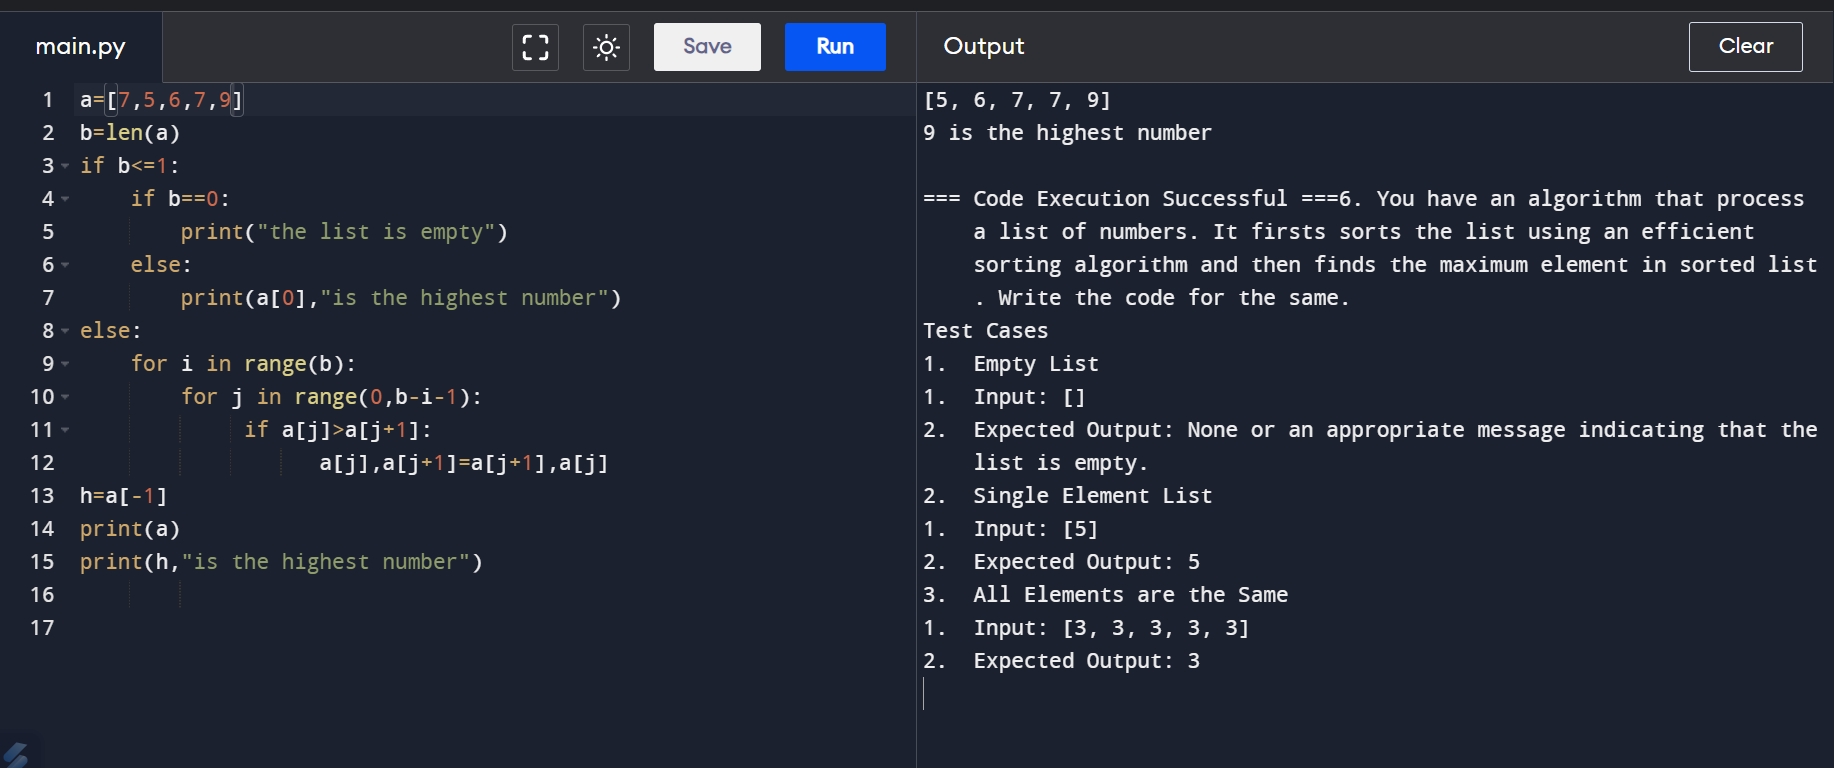 main.py
Save
Run
Output
Clear
1 a=[7,5,6,7,9]
2 b=len(a)
3 if b<=1:
4 if b==0:
5 print("the list is empty")
6 else:
7 print(a[0],"is the highest number")
8 else:
9 for i in range(b):
10 for j in range(0,b-i-1):
11 if a[j]>a[j+1]:
12 a[j],a[j+1]=a[j+1],a[j]
13 h=a[-1]
14 print(a)
15 print(h,"is the highest number")
16
17
[5, 6, 7, 7, 9]
9 is the highest number
=== Code Execution Successful ===6. You have an algorithm that process
a list of numbers. It firsts sorts the list using an efficient
sorting algorithm and then finds the maximum element in sorted list
. Write the code for the same.
Test Cases
1. Empty List
1. Input: []
2. Expected Output: None or an appropriate message indicating that the
list is empty.
2. Single Element List
1. Input: [5]
2. Expected Output: 5
3. All Elements are the Same
1. Input: [3, 3, 3, 3, 3]
2. Expected Output: 3